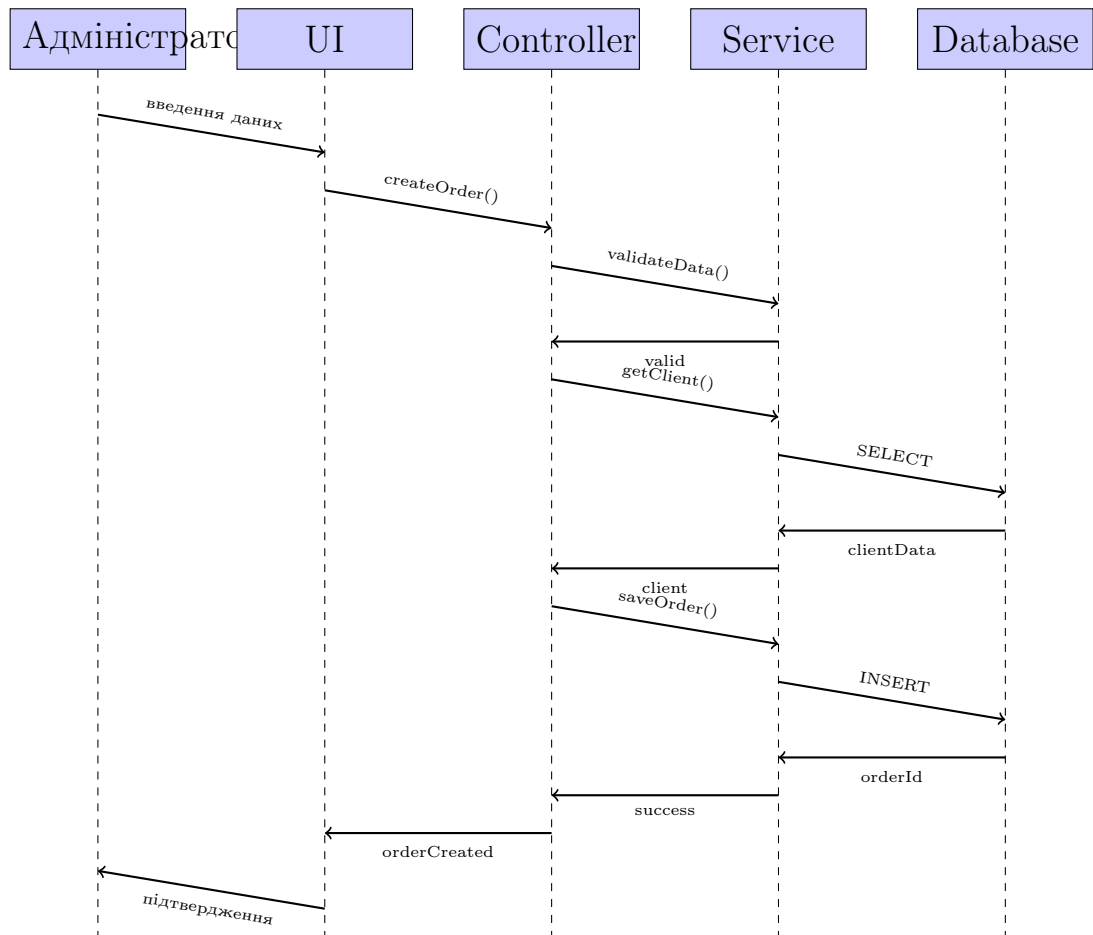 Адміністрато
UI
Controller
Service
Database
введення даних
createOrder()
validateData()
valid
getClient()
SELECT
clientData
client
saveOrder()
INSERT
orderId
success
orderCreated
підтвердження